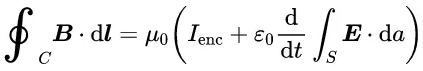 ∮_C B · dl = μ₀(I_enc + ε₀ d/dt ∫_S E · da)